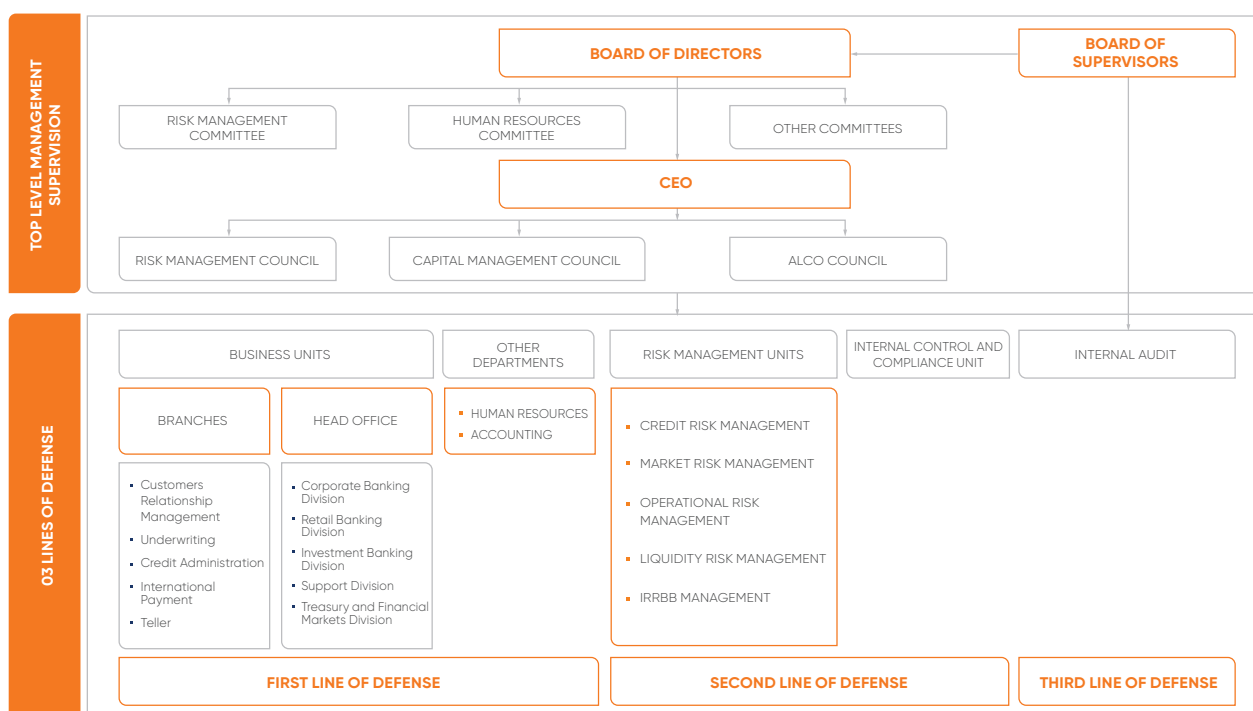 TOP LEVEL MANAGEMENT
SUPERVISION
BOARD OF DIRECTORS
BOARD OF
SUPERVISORS
RISK MANAGEMENT
COMMITTEE
HUMAN RESOURCES
COMMITTEE
OTHER COMMITTEES
CEO
RISK MANAGEMENT COUNCIL
CAPITAL MANAGEMENT COUNCIL
ALCO COUNCIL
03 LINES OF DEFENSE
BUSINESS UNITS
OTHER
DEPARTMENTS
RISK MANAGEMENT UNITS
INTERNAL CONTROL AND
COMPLIANCE UNIT
INTERNAL AUDIT
BRANCHES
HEAD OFFICE
HUMAN RESOURCES
ACCOUNTING
Customers
Relationship
Management
Underwriting
Credit Administration
International
Payment
Teller
Corporate Banking
Division
Retail Banking
Division
Investment Banking
Division
Support Division
Treasury and Financial
Markets Division
CREDIT RISK MANAGEMENT
MARKET RISK MANAGEMENT
OPERATIONAL RISK
MANAGEMENT
LIQUIDITY RISK MANAGEMENT
IRRBB MANAGEMENT
FIRST LINE OF DEFENSE
SECOND LINE OF DEFENSE
THIRD LINE OF DEFENSE